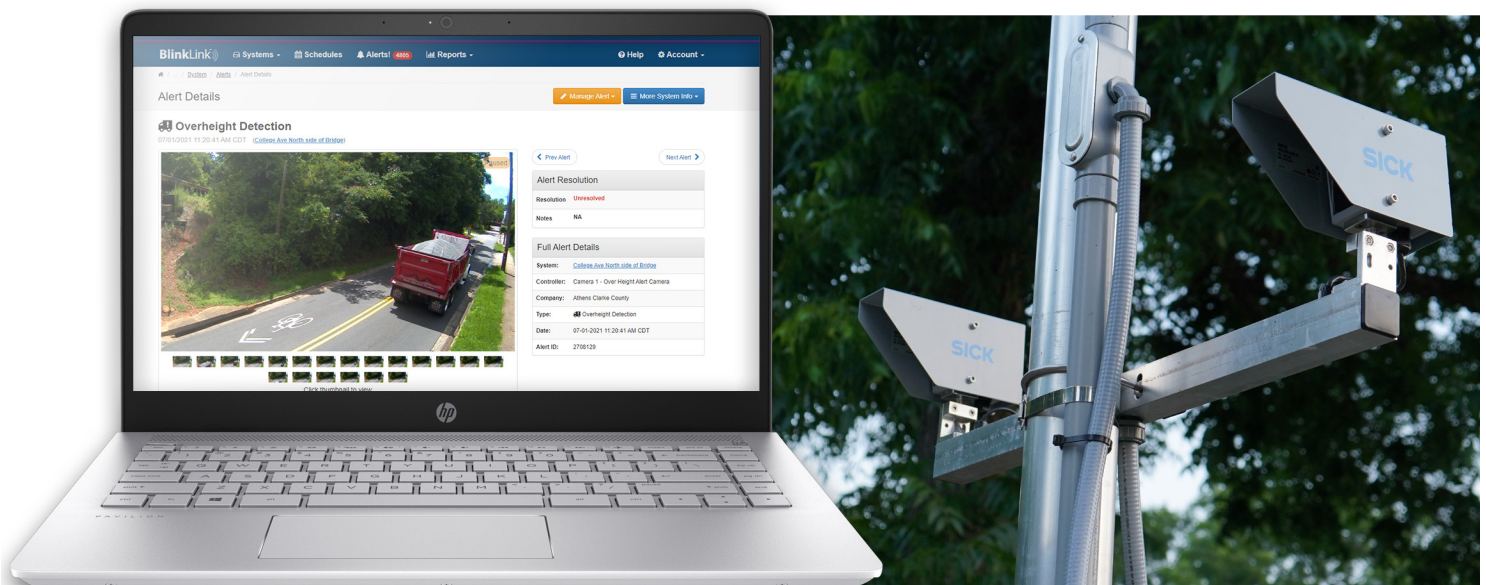 BlinkLink Systems Schedules Alerts! 4805 Reports Help Account
/ ... / System / Alerts / Alert Details
Alert Details
Manage Alert
More System Info
Overheight Detection
07/01/2021 11:20:41 AM CDT (College Ave North side of Bridge)
Paused
Prev Alert
Next Alert
Alert Resolution
Resolution Unresolved
Notes NA
Full Alert Details
System: College Ave North side of Bridge
Controller: Camera 1 - Over Height Alert Camera
Company: Athens Clarke County
Type: Overheight Detection
Date: 07-01-2021 11:20:41 AM CDT
Alert ID: 2708129
Click thumbnail to view
hp
Q W E R T Y U I O P
A S D F G H J K L
Z X C V B N M
PAVILION
SICK
SICK